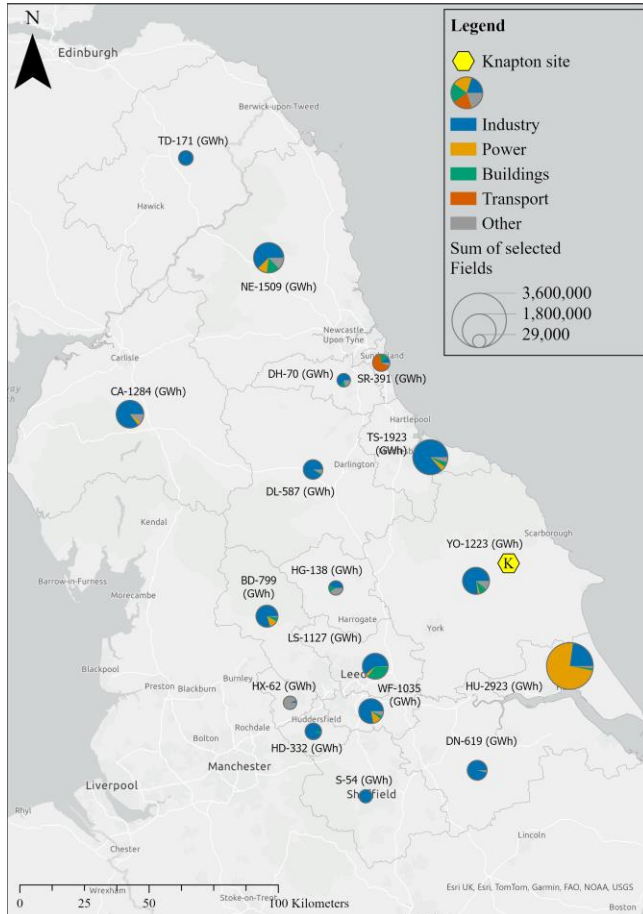 N
Edinburgh
Berwick-upon-Tweed
TD-171 (GWh)
Hawick
NE-1509 (GWh)
Newcastle
Upon Tyne
Carlisle
Sunderland
DH-70 (GWh)
SR-391 (GWh)
CA-1284 (GWh)
Hartlepool
TS-1923
(GWh)
Darlington
DL-587 (GWh)
YO-1223 (GWh)
Scarborough
K
Kendal
Barrow-in-Furness
Morecambe
HG-138 (GWh)
BD-799
(GWh)
Harrogate
York
LS-1127 (GWh)
Leed
Blackpool
Preston
Blackburn
Burnley
HX-62 (GWh)
WF-1035
(GWh)
HU-2923 (GWh)
Rochdale
Huddersfield
Bolton
HD-332 (GWh)
DN-619 (GWh)
Manchester
Liverpool
S-54 (GWh)
Sheffield
Rhyl
Chester
Lincoln
Wrexham
Stoke-on-Trent
Boston
0
25
50
100 Kilometers
Esri UK, Esri, TomTom, Garmin, FAO, NOAA, USGS
Legend
Knapton site
Industry
Power
Buildings
Transport
Other
Sum of selected
Fields
3,600,000
1,800,000
29,000